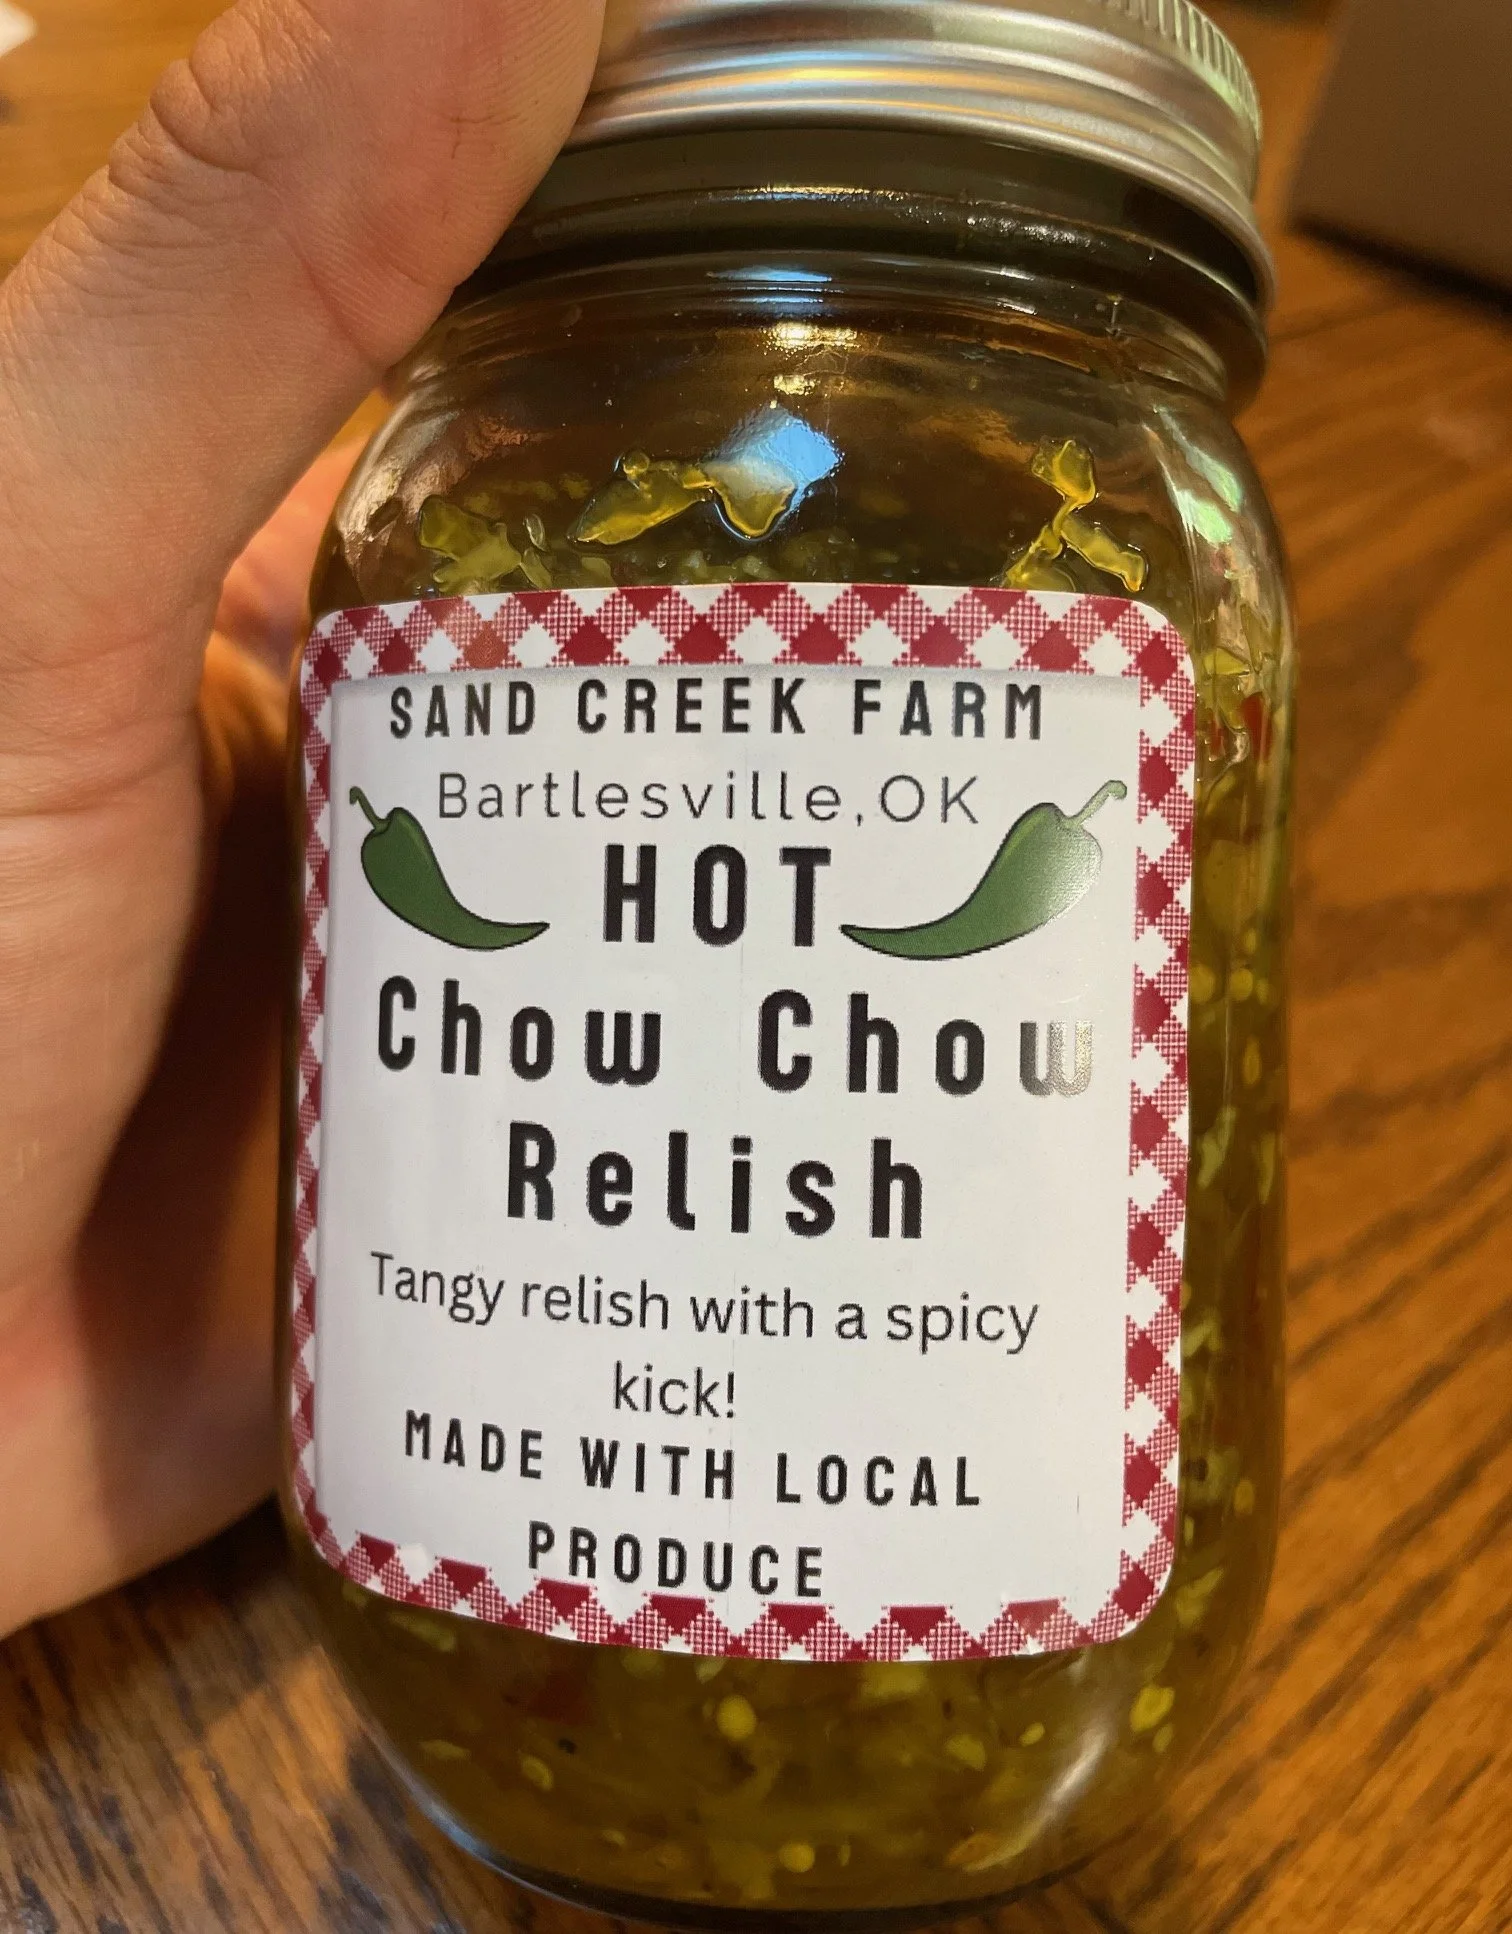 SAND CREEK FARM
Bartlesville, OK
HOT
Chow Chow
Relish
Tangy relish with a spicy
kick!
MADE WITH LOCAL
PRODUCE